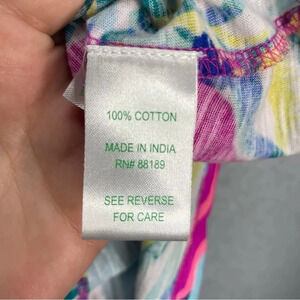 100% COTTON
MADE IN INDIA
RN# 88189
SEE REVERSE
FOR CARE